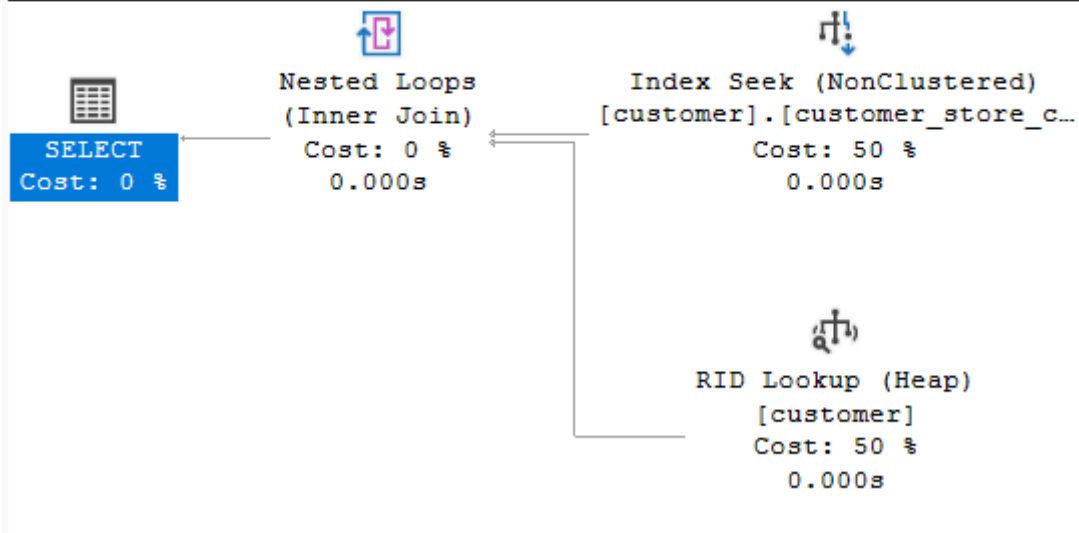 SELECT
Cost: 0 %
Nested Loops
(Inner Join)
Cost: 0 %
0.000s
Index Seek (NonClustered)
[customer].[customer_store_c…
Cost: 50 %
0.000s
RID Lookup (Heap)
[customer]
Cost: 50 %
0.000s